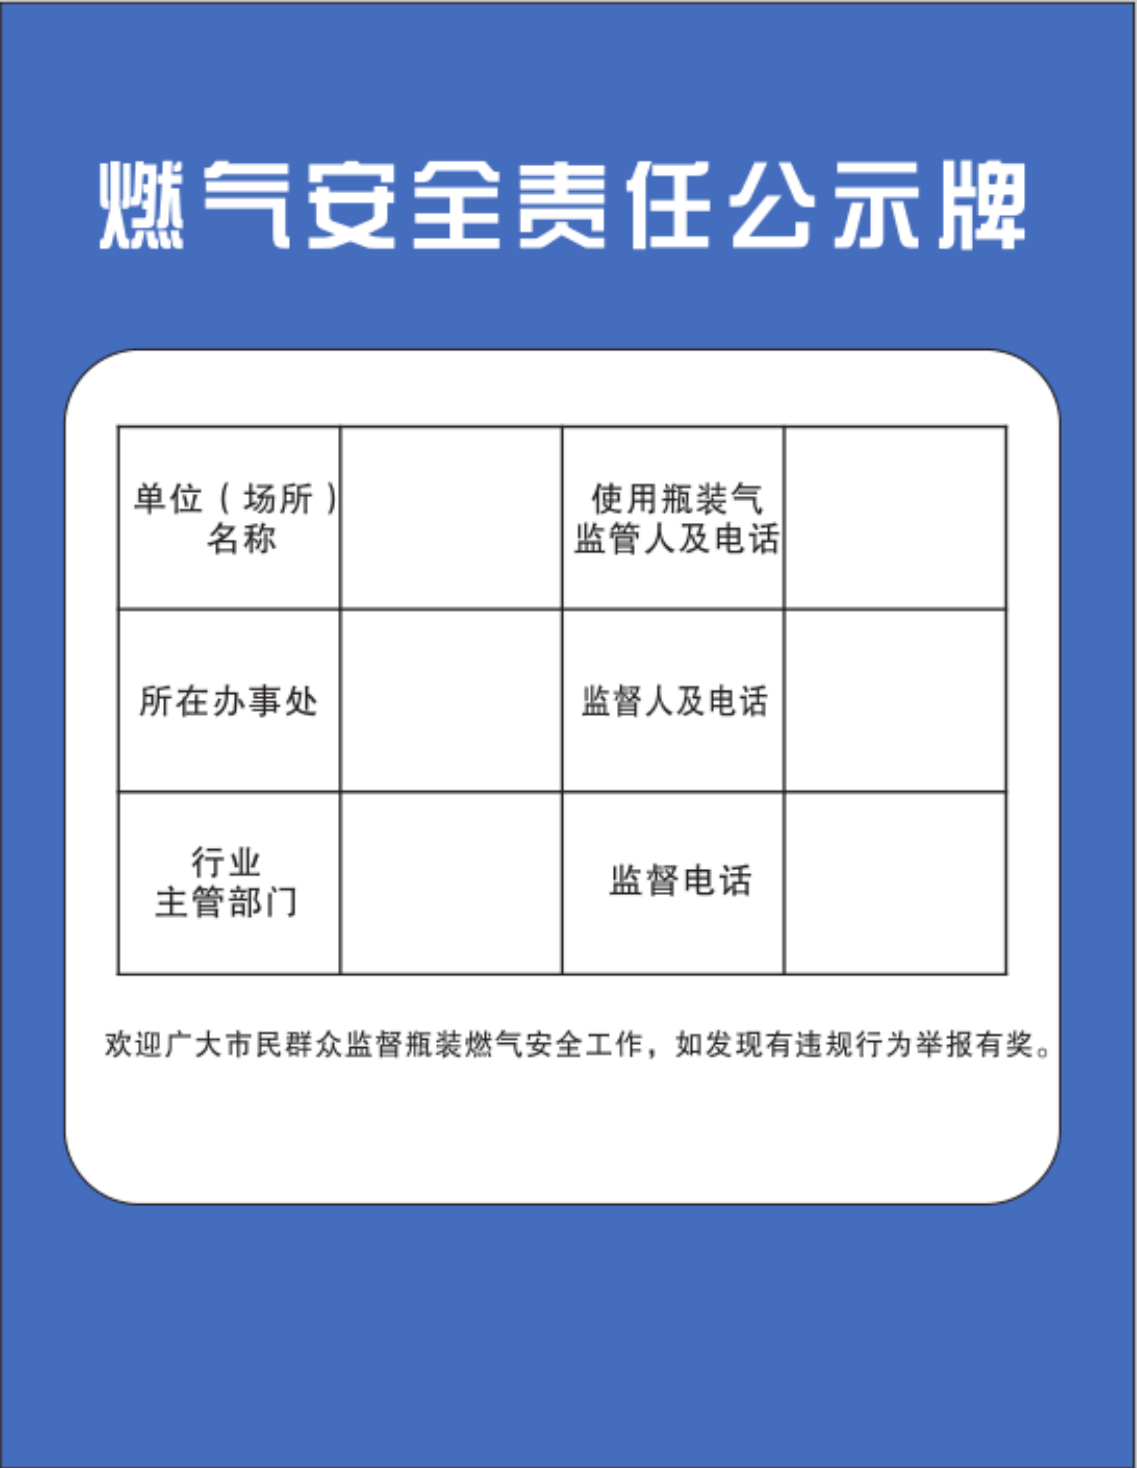 燃气安全责任公示牌
单位（场所）
名称
使用瓶装气
监管人及电话
所在办事处
监督人及电话
行业
主管部门
监督电话
欢迎广大市民群众监督瓶装燃气安全工作，如发现有违规行为举报有奖。